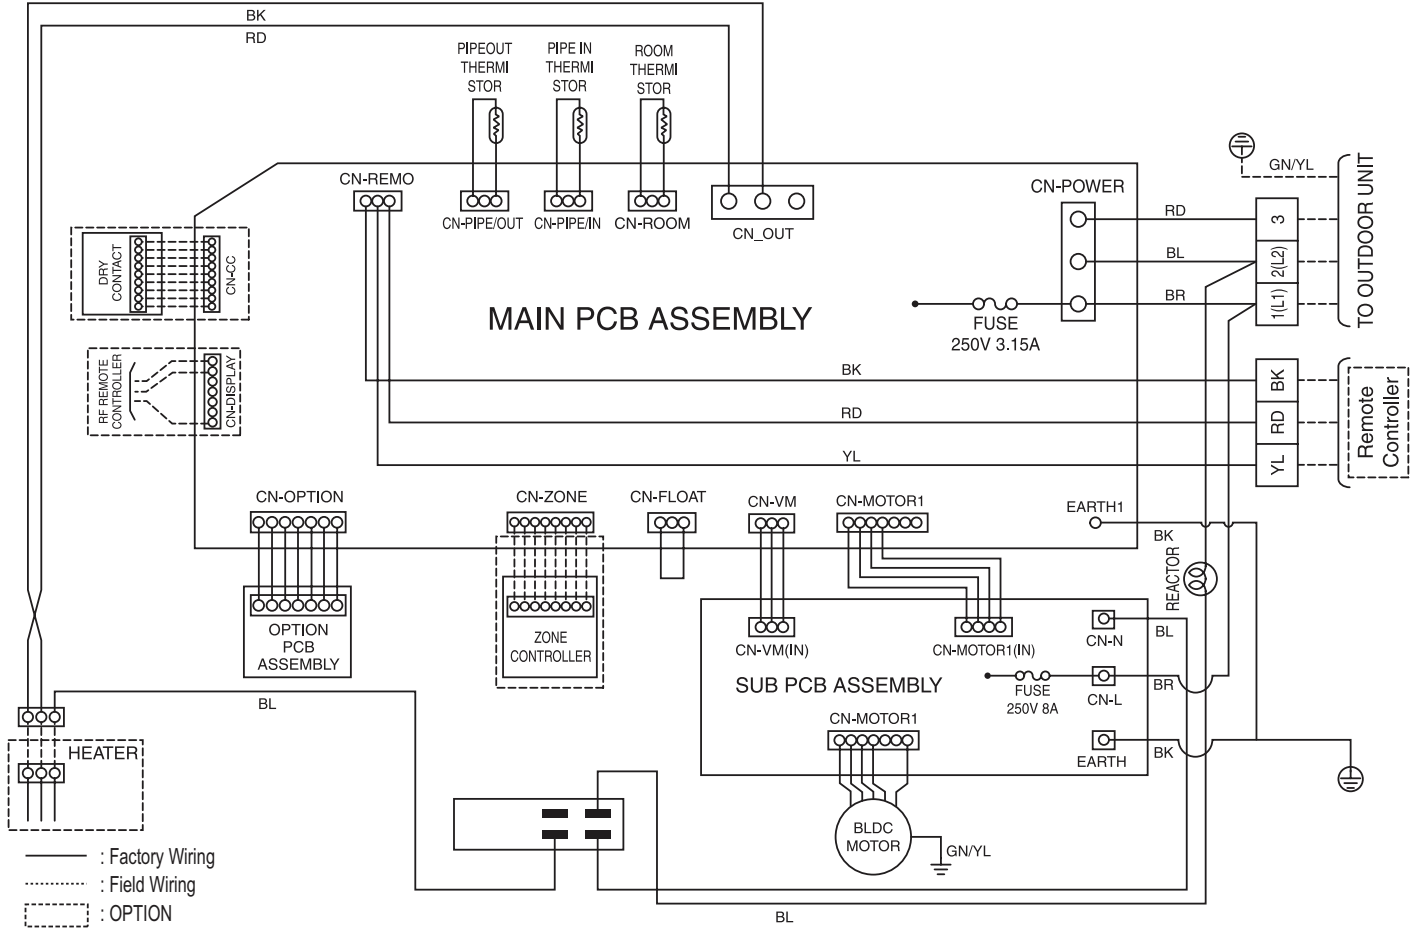 BK
RD
PIPEOUT
THERMI
STOR
PIPE IN
THERMI
STOR
ROOM
THERMI
STOR
CN-REMO
CN-PIPE/OUT
CN-PIPE/IN
CN-ROOM
CN_OUT
CN-POWER
GN/YL
RD
3
BL
2(L2)
BR
1(L1)
TO OUTDOOR UNIT
DRY
CONTACT
CN-CC
MAIN PCB ASSEMBLY
FUSE
250V 3.15A
RF REMOTE
CONTROLLER
CN-DISPLAY
BK
BK
RD
RD
YL
YL
Remote
Controller
CN-OPTION
CN-ZONE
CN-FLOAT
CN-VM
CN-MOTOR1
EARTH1
BK
REACTOR
OPTION
PCB
ASSEMBLY
ZONE
CONTROLLER
CN-VM(IN)
CN-MOTOR1(IN)
CN-N
BL
SUB PCB ASSEMBLY
FUSE
250V 8A
CN-L
BR
BL
CN-MOTOR1
EARTH
BK
HEATER
BLDC
MOTOR
GN/YL
BL
: Factory Wiring
: Field Wiring
: OPTION